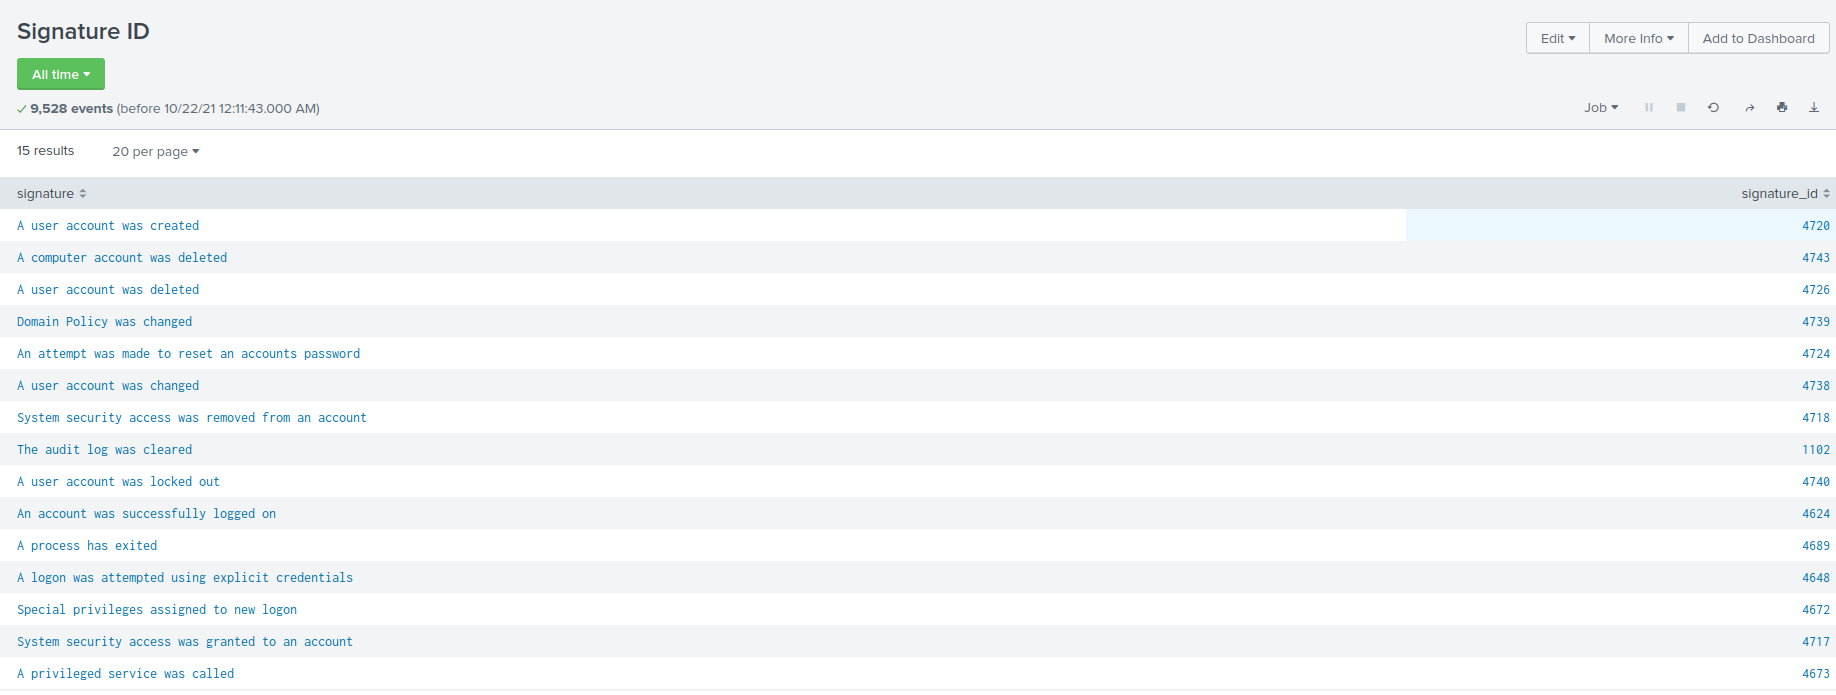 Signature ID
Edit More Info Add to Dashboard
All time
9,528 events (before 10/22/21 12:11:43.000 AM)
Job
15 results 20 per page
signature signature_id
A user account was created 4720
A computer account was deleted 4743
A user account was deleted 4726
Domain Policy was changed 4739
An attempt was made to reset an accounts password 4724
A user account was changed 4738
System security access was removed from an account 4718
The audit log was cleared 1102
A user account was locked out 4740
An account was successfully logged on 4624
A process has exited 4689
A logon was attempted using explicit credentials 4648
Special privileges assigned to new logon 4672
System security access was granted to an account 4717
A privileged service was called 4673